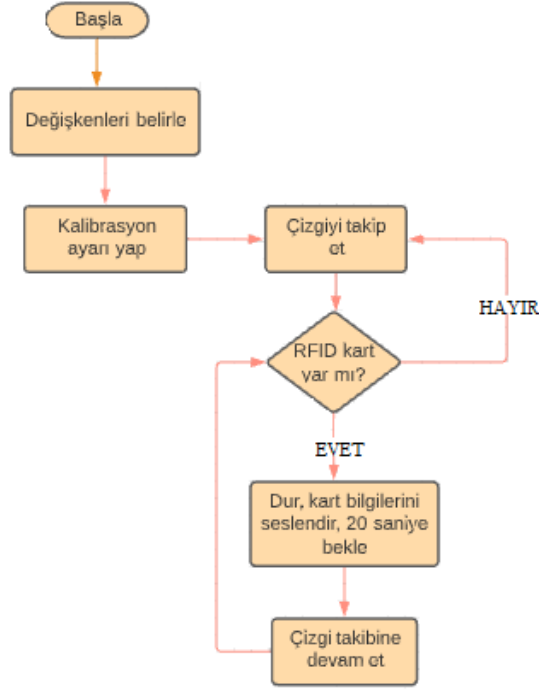 Başla
Değişkenleri belirle
Kalibrasyon
ayarı yap
Çizgiyi takip
et
HAYIR
RFID kart
var mı?
EVET
Dur, kart bilgilerini
seslendir, 20 saniye
bekle
Çizgi takibine
devam et